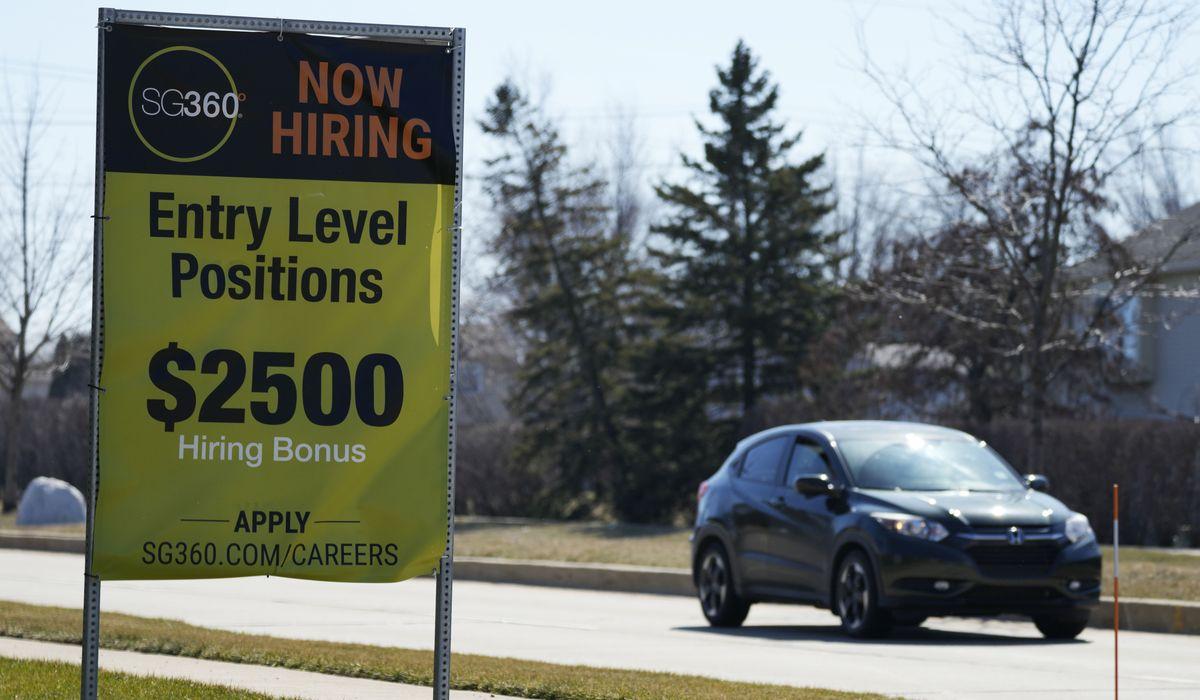 SG360°
NOW
HIRING
Entry Level
Positions
$2500
Hiring Bonus
APPLY
SG360.COM/CAREERS